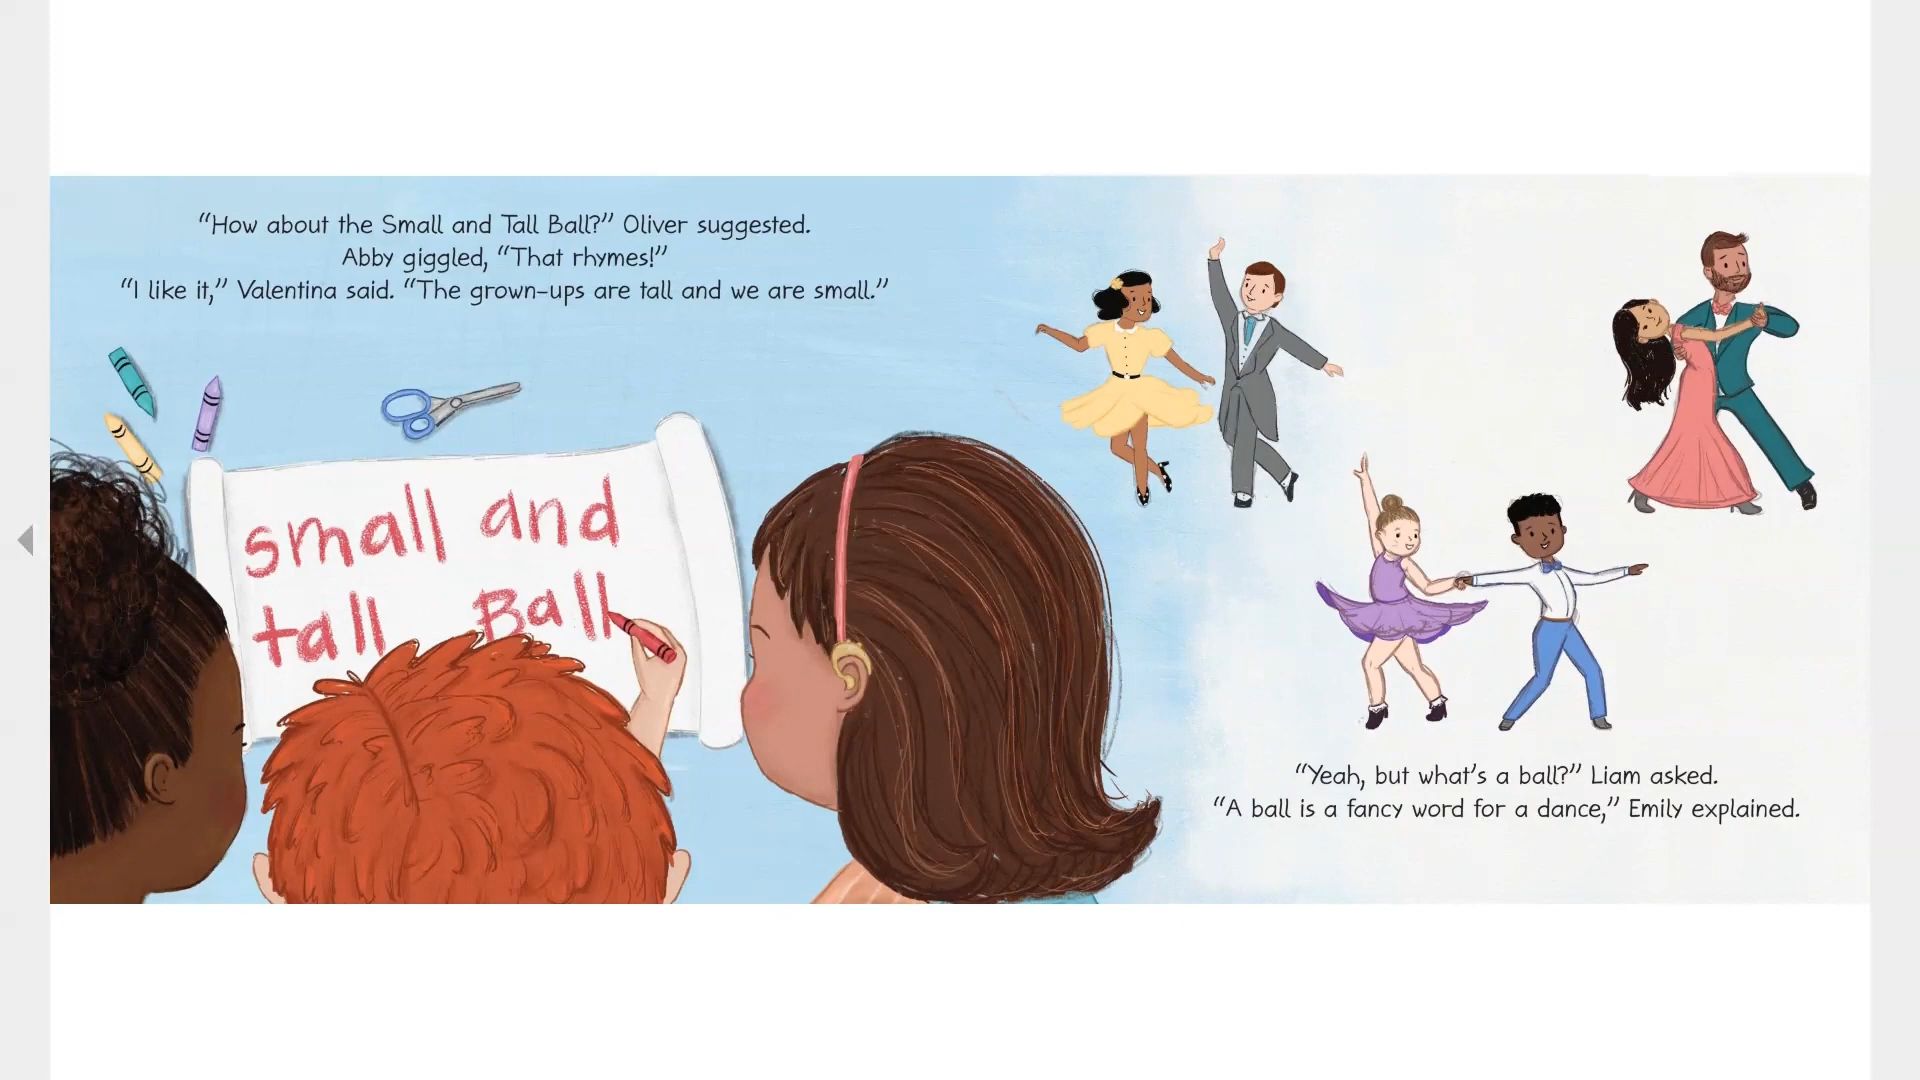 “How about the Small and Tall Ball?” Oliver suggested.
Abby giggled, “That rhymes!”
“I like it,” Valentina said. “The grown-ups are tall and we are small.”
small and
tall Ball
“Yeah, but what’s a ball?” Liam asked.
“A ball is a fancy word for a dance,” Emily explained.